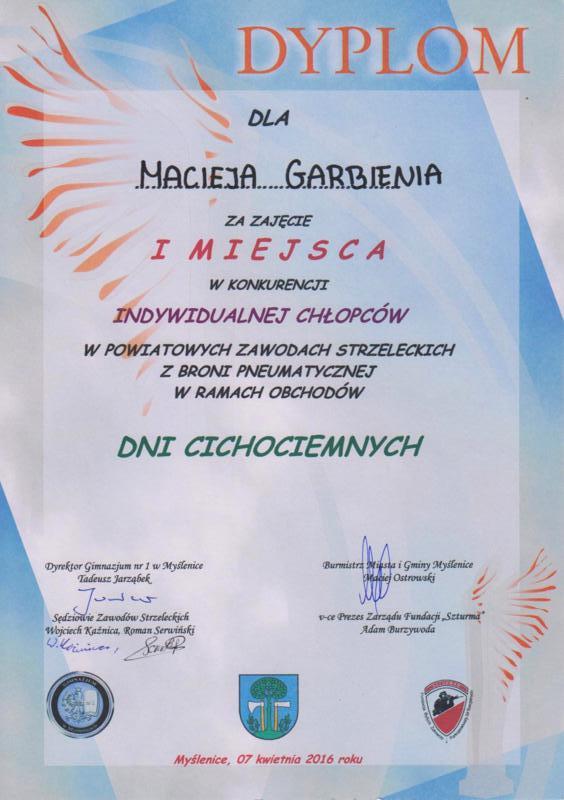 DYPLOM
DLA
MACIEJA GARBIENIA
ZA ZAJĘCIE
I MIEJSCA
W KONKURENCJI
INDYWIDUALNEJ CHŁOPCÓW
W POWIATOWYCH ZAWODACH STRZELECKICH
Z BRONI PNEUMATYCZNEJ
W RAMACH OBCHODÓW
DNI CICHOCIEMNYCH
Dyrektor Gimnazjum nr 1 w Myślenice
Tadeusz Jarząbek
Sędziowie Zawodów Strzeleckich
Wojciech Kaźnica, Roman Serwiński
Burmistrz Miasta i Gminy Myślenice
Maciej Ostrowski
v-ce Prezes Zarządu Fundacji „Szturma"
Adam Burzywoda
Myślenice, 07 kwietnia 2016 roku